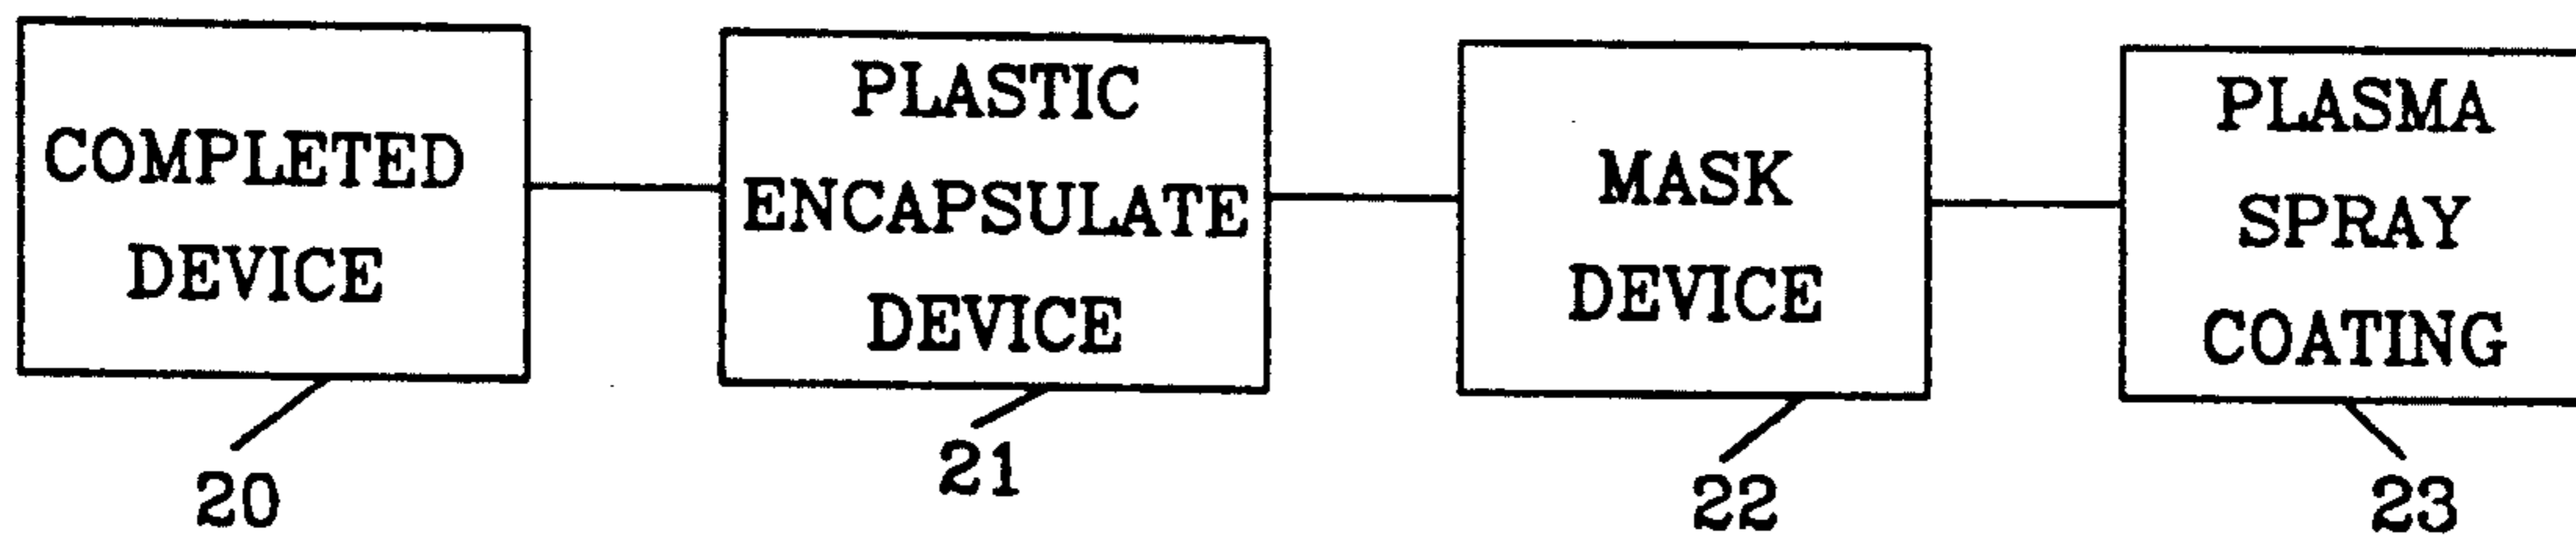 COMPLETED
DEVICE
20
PLASTIC
ENCAPSULATE
DEVICE
21
MASK
DEVICE
22
PLASMA
SPRAY
COATING
23